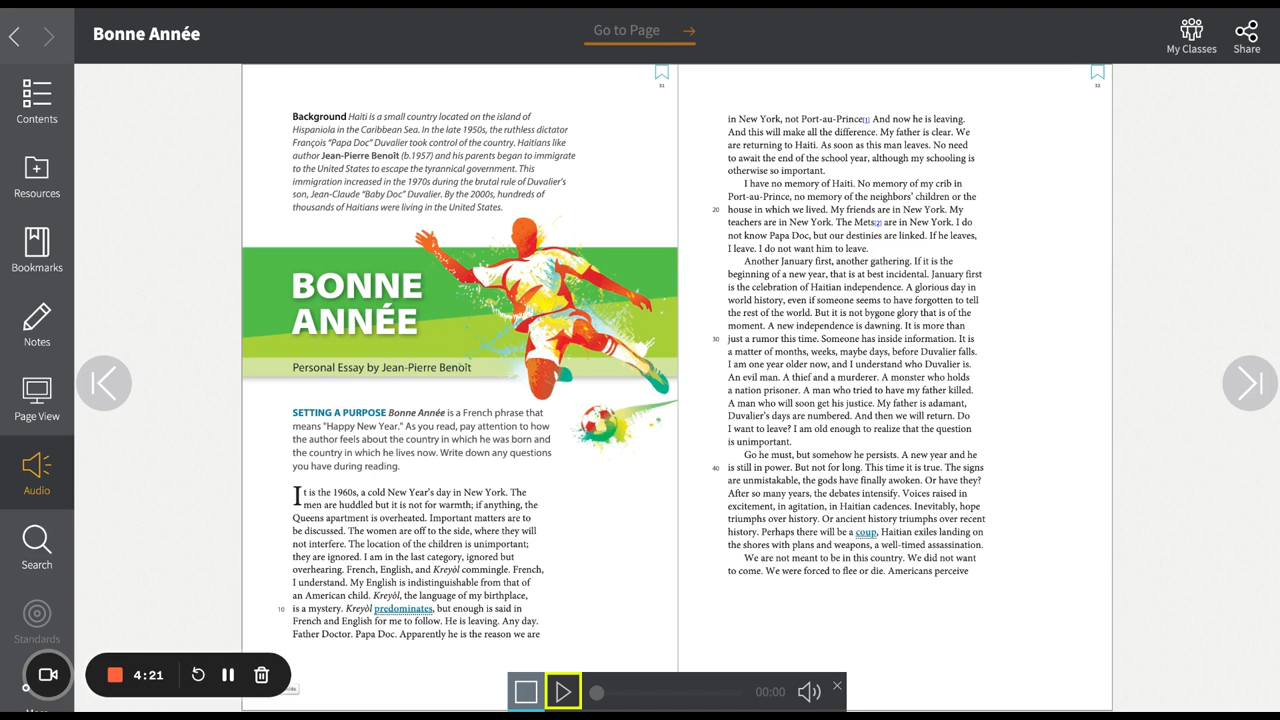 Bonne Année
Go to Page
My Classes
Share
Contents
Resources
Bookmarks
Notes
Page View
Audio
Search
Standards
31
Background Haiti is a small country located on the island of
Hispaniola in the Caribbean Sea. In the late 1950s, the ruthless dictator
François "Papa Doc" Duvalier took control of the country. Haitians like
author Jean-Pierre Benoît (b.1957) and his parents began to immigrate
to the United States to escape the tyrannical government. This
immigration increased in the 1970s during the brutal rule of Duvalier's
son, Jean-Claude "Baby Doc" Duvalier. By the 2000s, hundreds of
thousands of Haitians were living in the United States.
BONNE
ANNÉE
Personal Essay by Jean-Pierre Benoît
SETTING A PURPOSE Bonne Année is a French phrase that
means "Happy New Year." As you read, pay attention to how
the author feels about the country in which he was born and
the country in which he lives now. Write down any questions
you have during reading.
It is the 1960s, a cold New Year's day in New York. The
men are huddled but it is not for warmth; if anything, the
Queens apartment is overheated. Important matters are to
be discussed. The women are off to the side, where they will
not interfere. The location of the children is unimportant;
they are ignored. I am in the last category, ignored but
overhearing. French, English, and Kreyòl commingle. French,
I understand. My English is indistinguishable from that of
an American child. Kreyòl, the language of my birthplace,
10 is a mystery. Kreyòl predominates, but enough is said in
French and English for me to follow. He is leaving. Any day.
Father Doctor. Papa Doc. Apparently he is the reason we are
in New York, not Port-au-Prince[1] And now he is leaving.
And this will make all the difference. My father is clear. We
are returning to Haiti. As soon as this man leaves. No need
to await the end of the school year, although my schooling is
otherwise so important.
I have no memory of Haiti. No memory of my crib in
Port-au-Prince, no memory of the neighbors' children or the
20 house in which we lived. My friends are in New York. My
teachers are in New York. The Mets[2] are in New York. I do
not know Papa Doc, but our destinies are linked. If he leaves,
I leave. I do not want him to leave.
Another January first, another gathering. If it is the
beginning of a new year, that is at best incidental. January first
is the celebration of Haitian independence. A glorious day in
world history, even if someone seems to have forgotten to tell
the rest of the world. But it is not bygone glory that is of the
moment. A new independence is dawning. It is more than
30 just a rumor this time. Someone has inside information. It is
a matter of months, weeks, maybe days, before Duvalier falls.
I am one year older now, and I understand who Duvalier is.
An evil man. A thief and a murderer. A monster who holds
a nation prisoner. A man who tried to have my father killed.
A man who will soon get his justice. My father is adamant,
Duvalier's days are numbered. And then we will return. Do
I want to leave? I am old enough to realize that the question
is unimportant.
Go he must, but somehow he persists. A new year and he
40 is still in power. But not for long. This time it is true. The signs
are unmistakable, the gods have finally awoken. Or have they?
After so many years, the debates intensify. Voices raised in
excitement, in agitation, in Haitian cadences. Inevitably, hope
triumphs over history. Or ancient history triumphs over recent
history. Perhaps there will be a coup, Haitian exiles landing on
the shores with plans and weapons, a well-timed assassination.
We are not meant to be in this country. We did not want
to come. We were forced to flee or die. Americans perceive
4:21
00:00